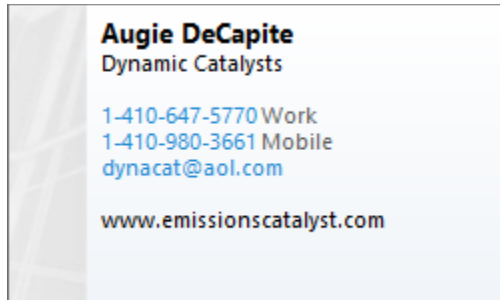 Augie DeCapite
Dynamic Catalysts
1-410-647-5770 Work
1-410-980-3661 Mobile
dynacat@aol.com
www.emissionscatalyst.com